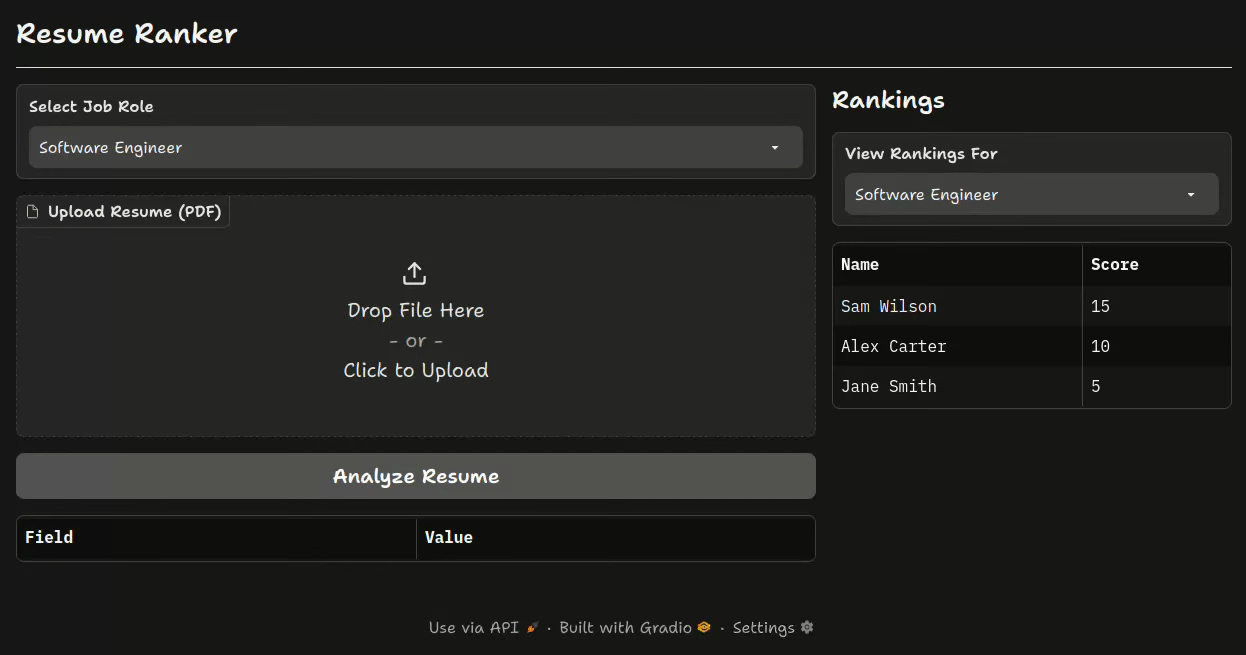 Resume Ranker
Select Job Role
Software Engineer
Upload Resume (PDF)
Drop File Here
- or -
Click to Upload
Analyze Resume
Field Value
Rankings
View Rankings For
Software Engineer
Name Score
Sam Wilson 15
Alex Carter 10
Jane Smith 5
Use via API · Built with Gradio · Settings